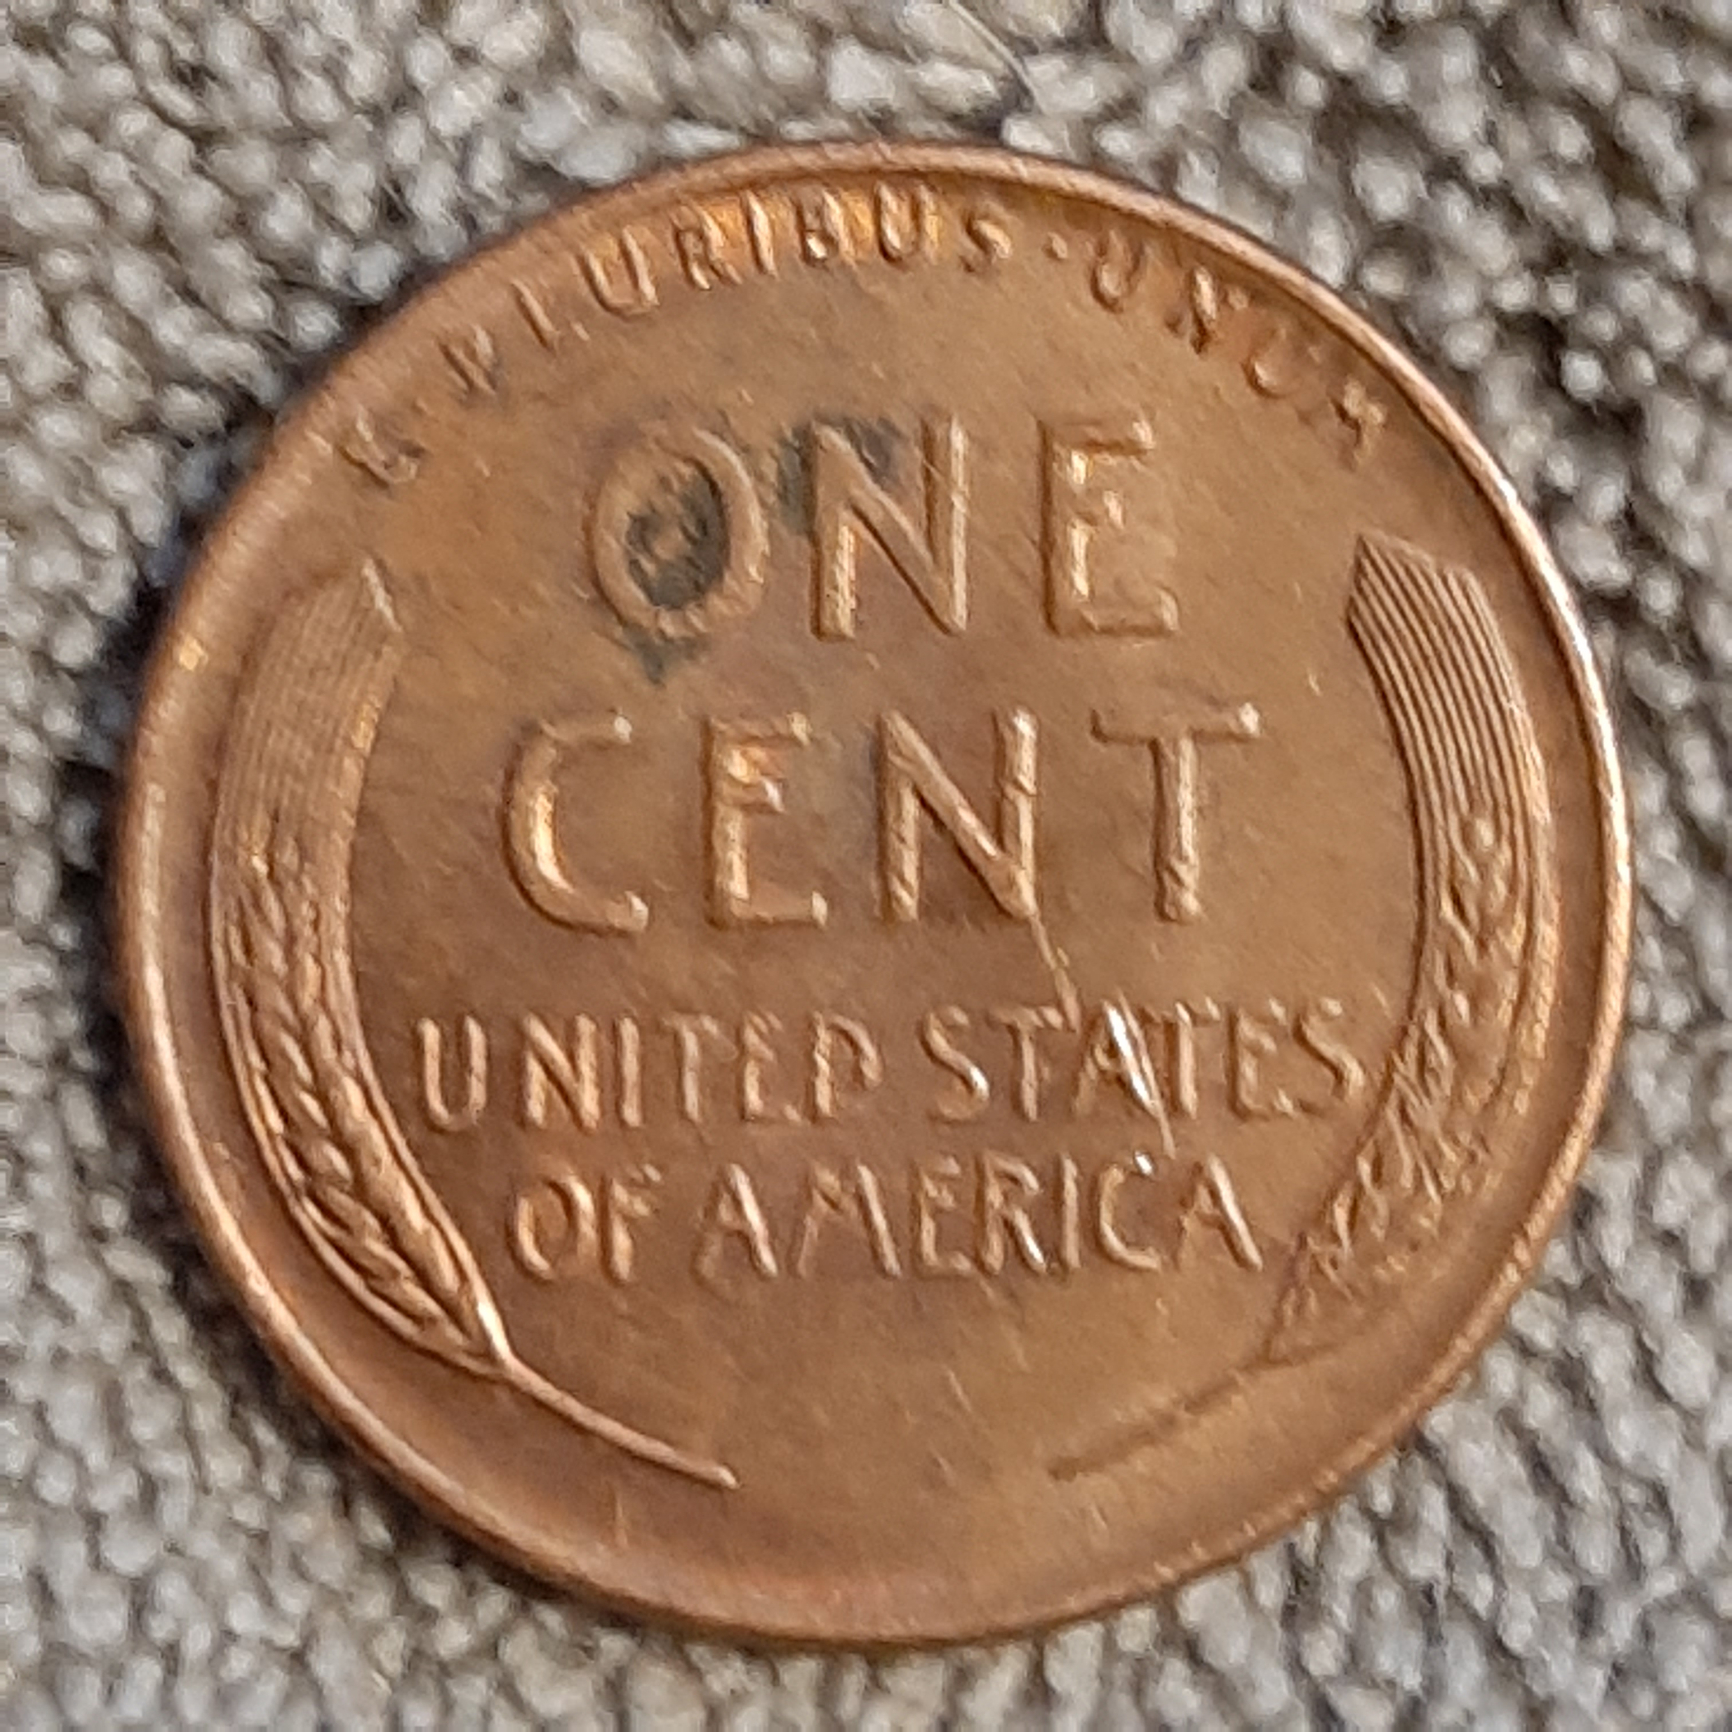 E · PLURIBUS · UNUM
ONE
CENT
UNITED STATES
OF AMERICA